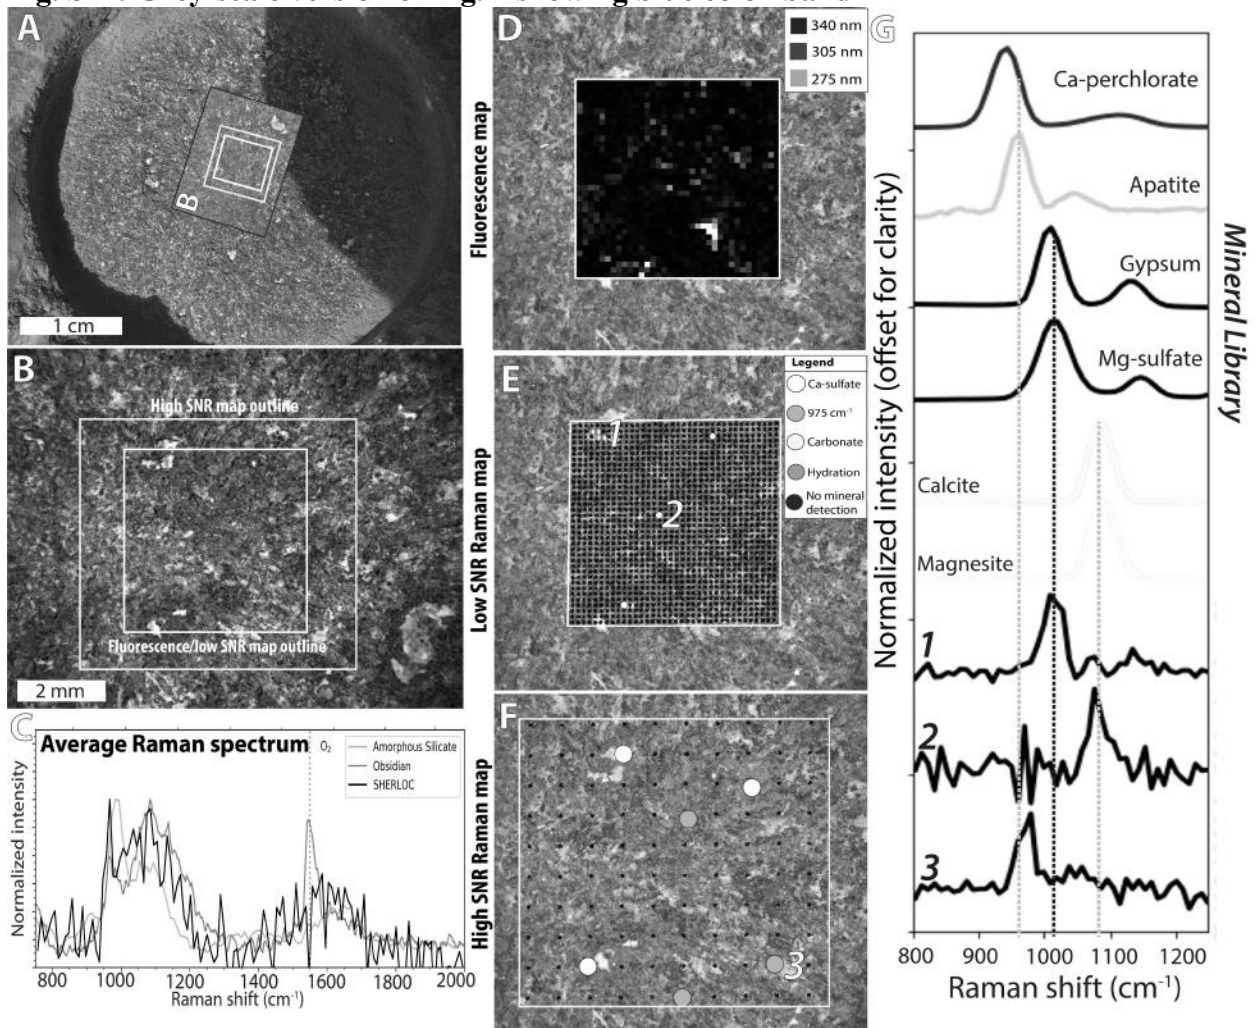 A
B
1 cm
B
High SNR map outline
Fluorescence/low SNR map outline
2 mm
C
Average Raman spectrum
O₂
Amorphous Silicate
Obsidian
SHERLOC
Normalized intensity
800 1000 1200 1400 1600 1800 2000
Raman shift (cm⁻¹)
Fluorescence map
D
340 nm
305 nm
275 nm
Low SNR Raman map
E
1
2
Legend
Ca-sulfate
975 cm⁻¹
Carbonate
Hydration
No mineral
detection
High SNR Raman map
F
3
G
Normalized intensity (offset for clarity)
Ca-perchlorate
Apatite
Gypsum
Mg-sulfate
Calcite
Magnesite
1
2
3
800 900 1000 1100 1200
Raman shift (cm⁻¹)
Mineral Library